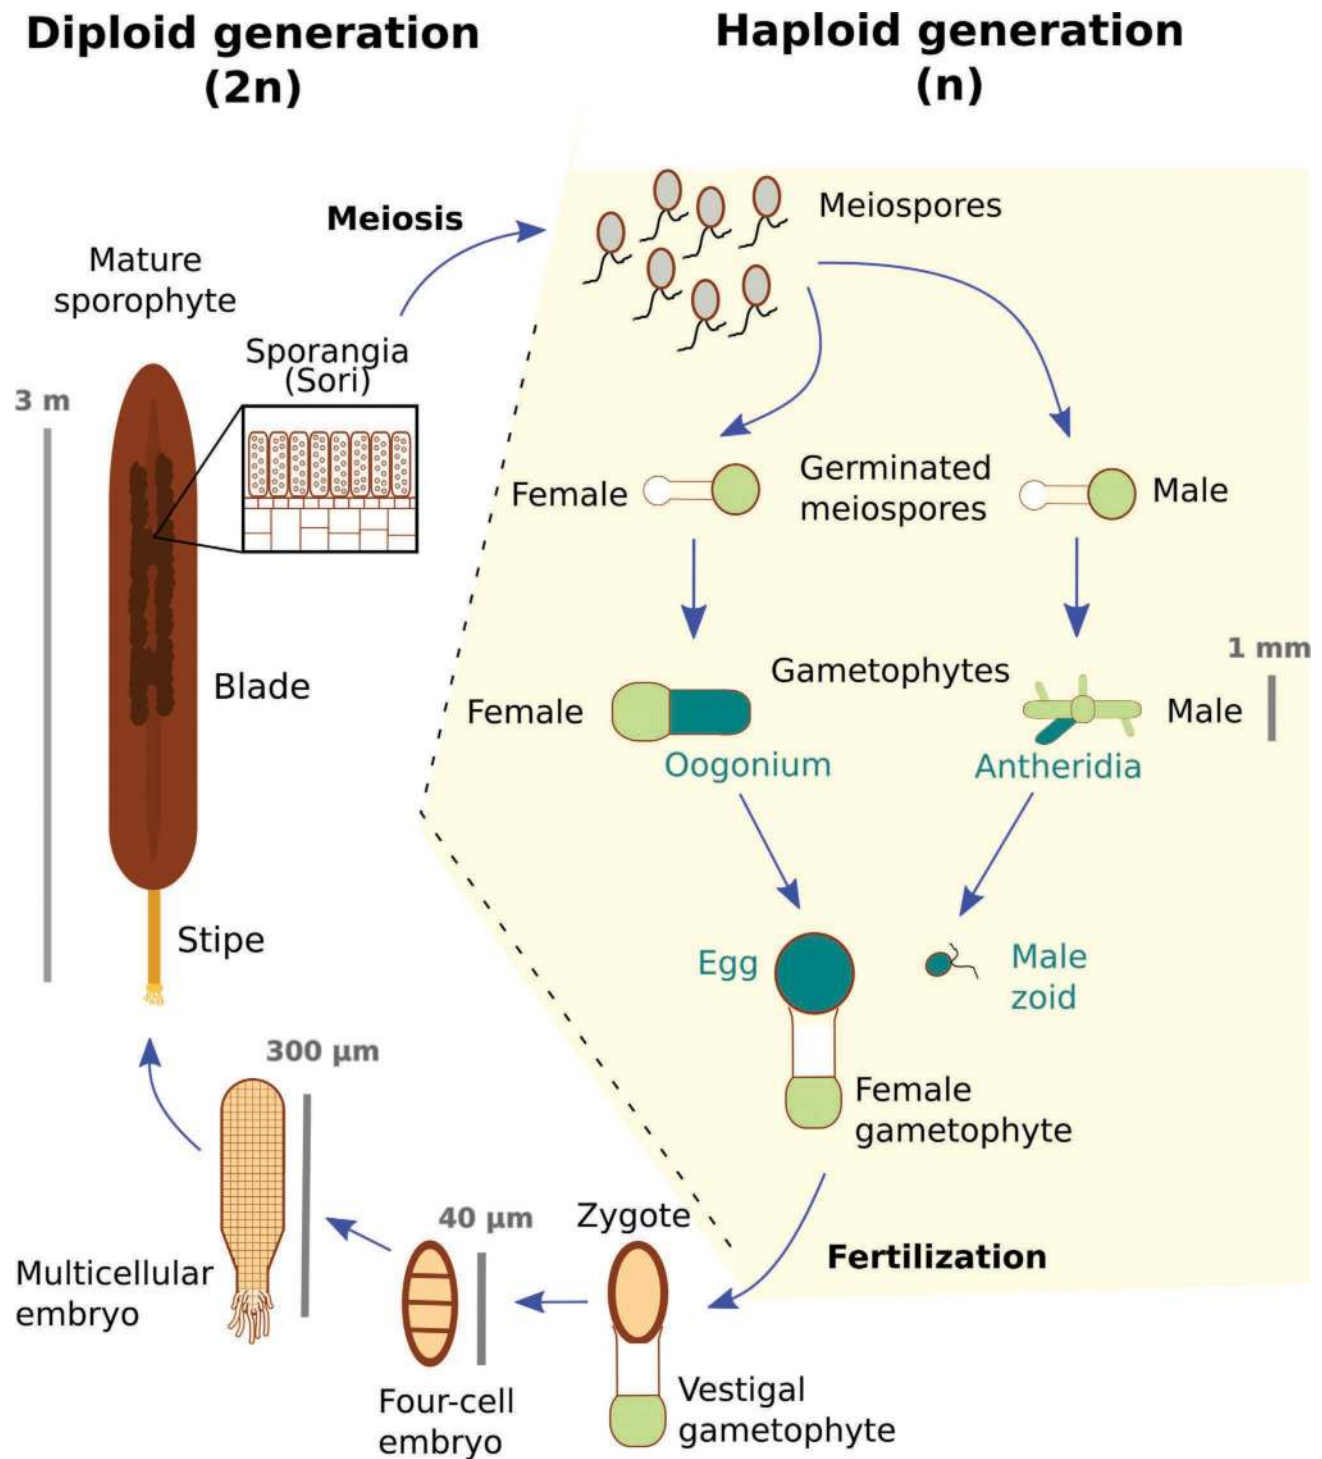 Diploid generation
(2n)
Haploid generation
(n)
Meiosis
Meiospores
Mature
sporophyte
Sporangia
(Sori)
3 m
Female
Germinated
meiospores
Male
Blade
Gametophytes
1 mm
Female
Male
Oogonium
Antheridia
Stipe
Egg
Male
zoid
300 µm
Female
gametophyte
40 µm
Zygote
Fertilization
Multicellular
embryo
Four-cell
embryo
Vestigal
gametophyte